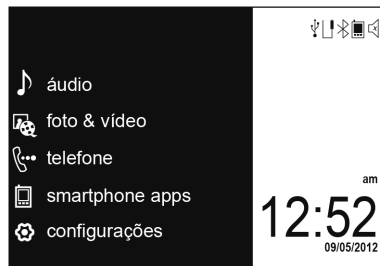 áudio
foto & vídeo
telefone
smartphone apps
configurações
am
12:52
09/05/2012